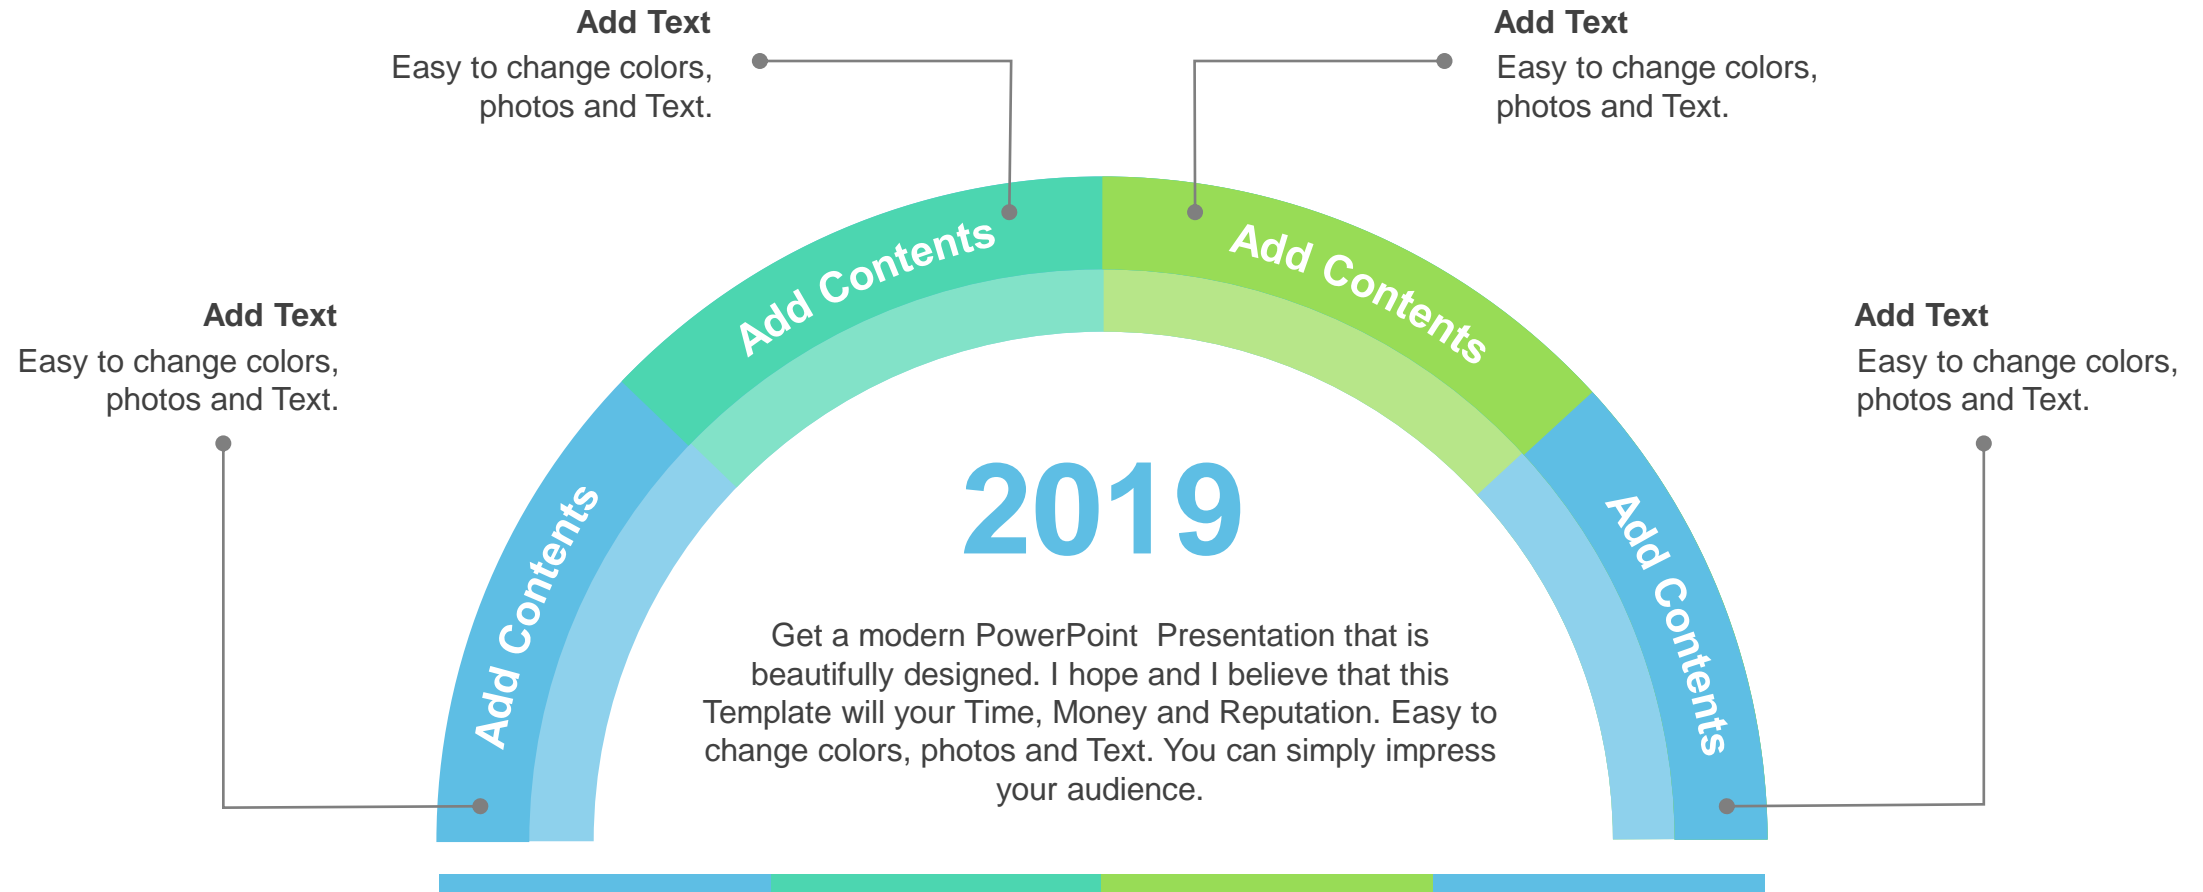 Add Text
Easy to change colors,
photos and Text.
Add Text
Easy to change colors,
photos and Text.
Add Text
Easy to change colors,
photos and Text.
Add Text
Easy to change colors,
photos and Text.
Add Contents
Add Contents
Add Contents
Add Contents
2019
Get a modern PowerPoint  Presentation that is
beautifully designed. I hope and I believe that this
Template will your Time, Money and Reputation. Easy to
change colors, photos and Text. You can simply impress
your audience.